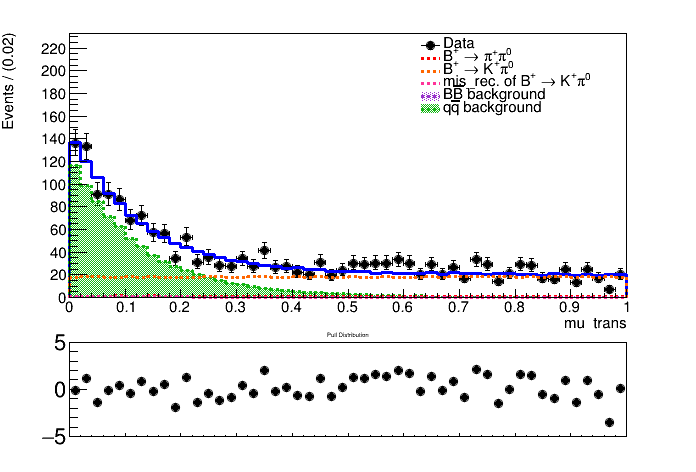 Events / (0.02)
220
200
180
160
140
120
100
80
60
40
20
0
Data
B⁺ → π⁺π⁰
B⁺ → K⁺π⁰
mis_rec. of B⁺ → K⁺π⁰
BB̅ background
qq̅ background
0 0.1 0.2 0.3 0.4 0.5 0.6 0.7 0.8 0.9 1
mu trans
Pull Distribution
5
0
−5